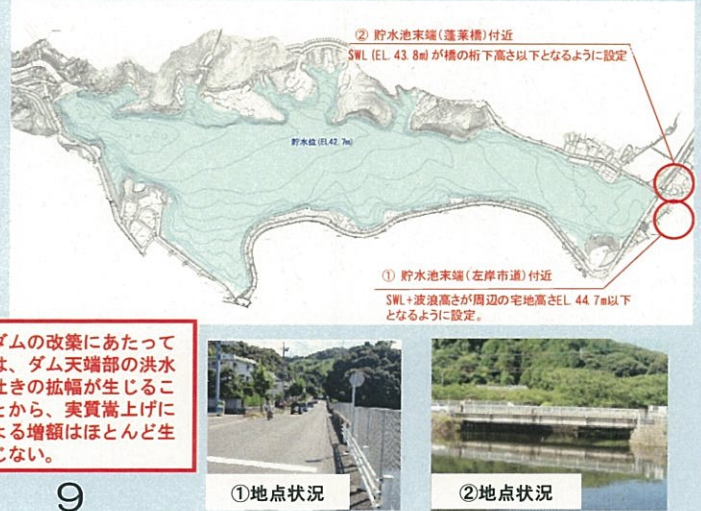 ② 貯水池末端(蓬莱橋)付近
SWL (EL. 43.8m) が橋の桁下高さ以下となるように設定
貯水位(EL42.7m)
① 貯水池末端(左岸市道)付近
SWL+波浪高さが周辺の宅地高さEL. 44.7m以下
となるように設定。
ダムの改築にあたって
は、ダム天端部の洪水
吐きの拡幅が生じるこ
とから、実質嵩上げに
よる増額はほとんど生
じない。
①地点状況
②地点状況
9